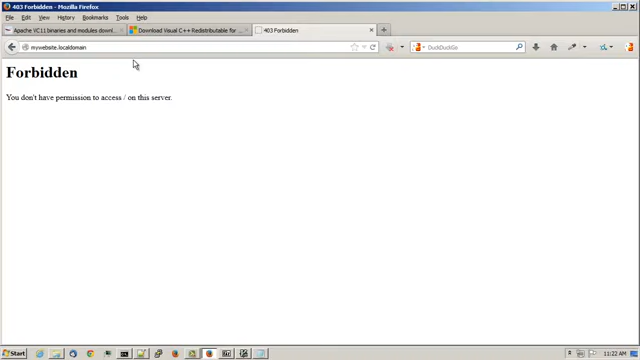 403 Forbidden - Mozilla Firefox
File Edit View History Bookmarks Tools Help
Apache VC11 binaries and modules downl...
Download Visual C++ Redistributable for ...
403 Forbidden
mywebsite.localdomain
DuckDuckGo
Forbidden
You don't have permission to access / on this server.
Start
11:22 AM